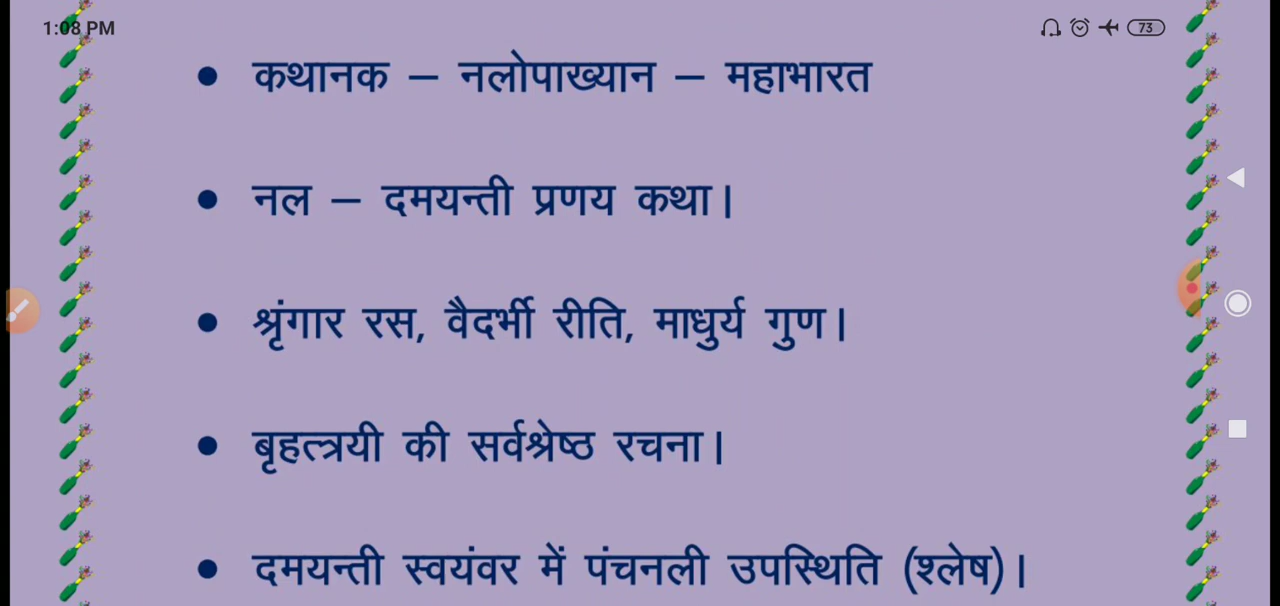 1:08 PM
73
• कथानक – नलोपाख्यान – महाभारत
• नल – दमयन्ती प्रणय कथा।
• श्रृंगार रस, वैदर्भी रीति, माधुर्य गुण।
• बृहत्त्रयी की सर्वश्रेष्ठ रचना।
• दमयन्ती स्वयंवर में पंचनली उपस्थिति (श्लेष)।